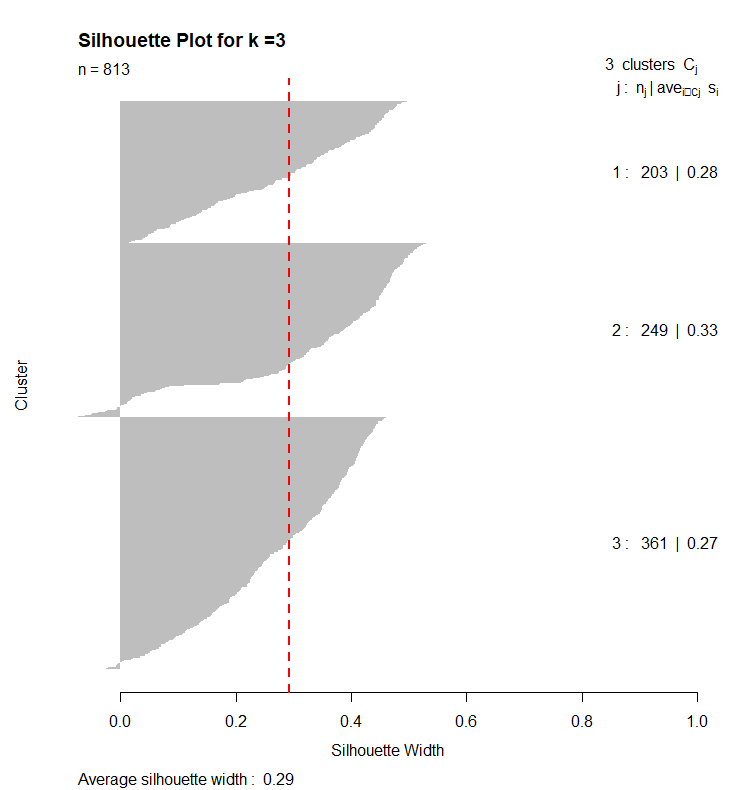 Silhouette Plot for k =3
n = 813
3 clusters Cj
j : nj | avei□Cj si
1 : 203 | 0.28
2 : 249 | 0.33
3 : 361 | 0.27
Cluster
0.0 0.2 0.4 0.6 0.8 1.0
Silhouette Width
Average silhouette width : 0.29